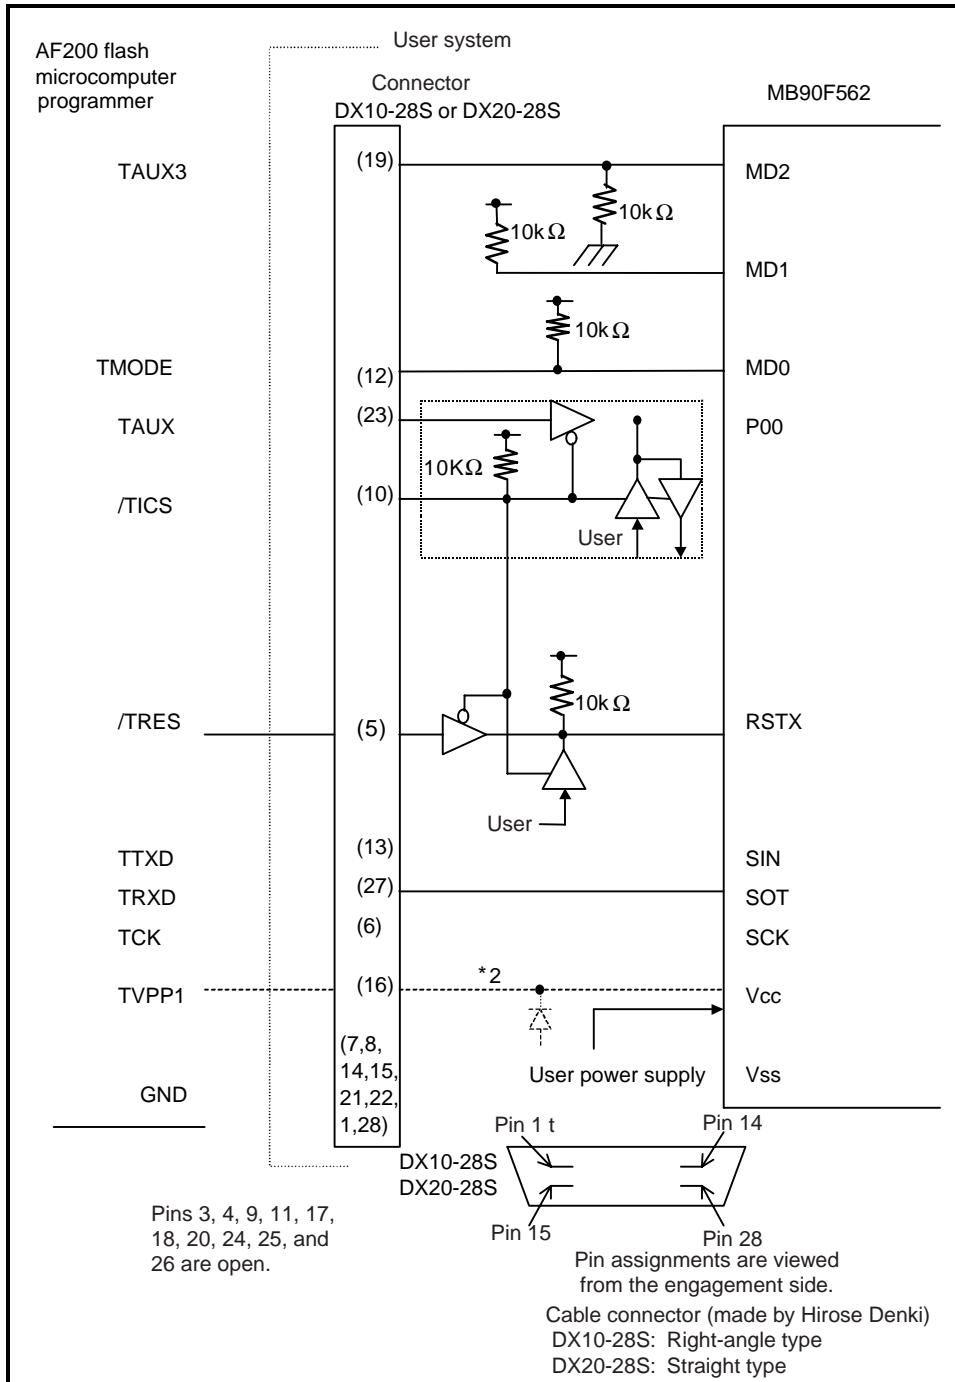 AF200 flash
microcomputer
programmer
User system
Connector
DX10-28S or DX20-28S
MB90F562
TAUX3
(19)
MD2
10kΩ
10kΩ
MD1
10kΩ
TMODE
(12)
MD0
TAUX
(23)
P00
10KΩ
/TICS
(10)
User
/TRES
(5)
10kΩ
RSTX
User
TTXD
(13)
SIN
TRXD
(27)
SOT
TCK
(6)
SCK
TVPP1
(16)
*2
Vcc
(7,8,
14,15,
21,22,
1,28)
User power supply
Vss
GND
Pin 1 t
Pin 14
DX10-28S
DX20-28S
Pin 15
Pin 28
Pins 3, 4, 9, 11, 17,
18, 20, 24, 25, and
26 are open.
Pin assignments are viewed
from the engagement side.
Cable connector (made by Hirose Denki)
DX10-28S: Right-angle type
DX20-28S: Straight type